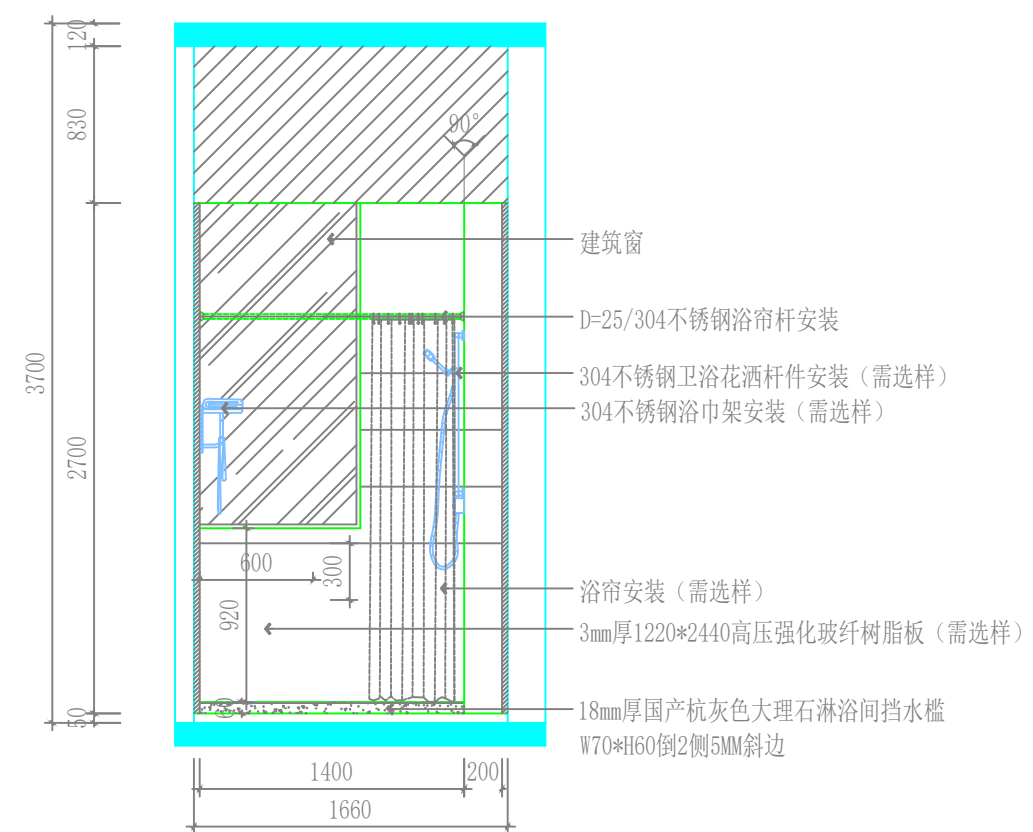 120
830
90°
建筑窗
D=25/304不锈钢浴帘杆安装
3700
304不锈钢卫浴花洒杆件安装（需选样）
304不锈钢浴巾架安装（需选样）
2700
600
300
浴帘安装（需选样）
920
3mm厚1220*2440高压强化玻纤树脂板（需选样）
60
50
18mm厚国产杭灰色大理石淋浴间挡水槛
W70*H60倒2侧5MM斜边
1400
200
1660